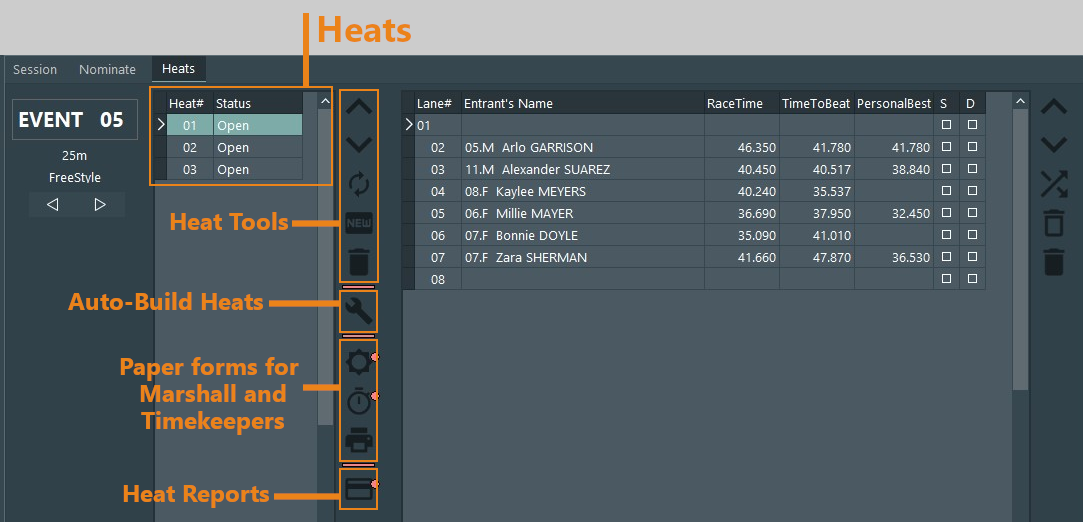 Heats
Session Nominate Heats
EVENT 05
25m
FreeStyle
Heat# Status
01 Open
02 Open
03 Open
Heat Tools
NEW
Auto-Build Heats
Paper forms for
Marshall and
Timekeepers
Heat Reports
Lane# Entrant's Name RaceTime TimeToBeat PersonalBest S D
01
02 05.M Arlo GARRISON 46.350 41.780 41.780
03 11.M Alexander SUAREZ 40.450 40.517 38.840
04 08.F Kaylee MEYERS 40.240 35.537
05 06.F Millie MAYER 36.690 37.950 32.450
06 07.F Bonnie DOYLE 35.090 41.010
07 07.F Zara SHERMAN 41.660 47.870 36.530
08